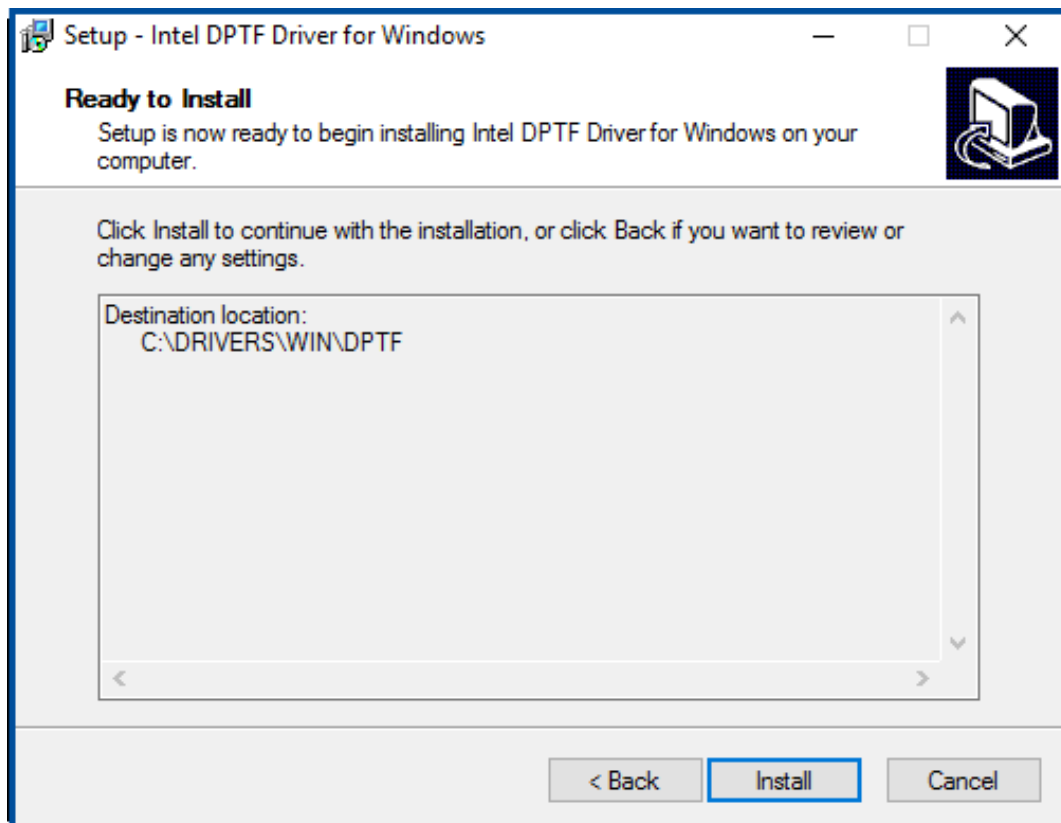 Setup - Intel DPTF Driver for Windows
Ready to Install
Setup is now ready to begin installing Intel DPTF Driver for Windows on your
computer.
Click Install to continue with the installation, or click Back if you want to review or
change any settings.
Destination location:
C:\DRIVERS\WIN\DPTF
< Back Install Cancel